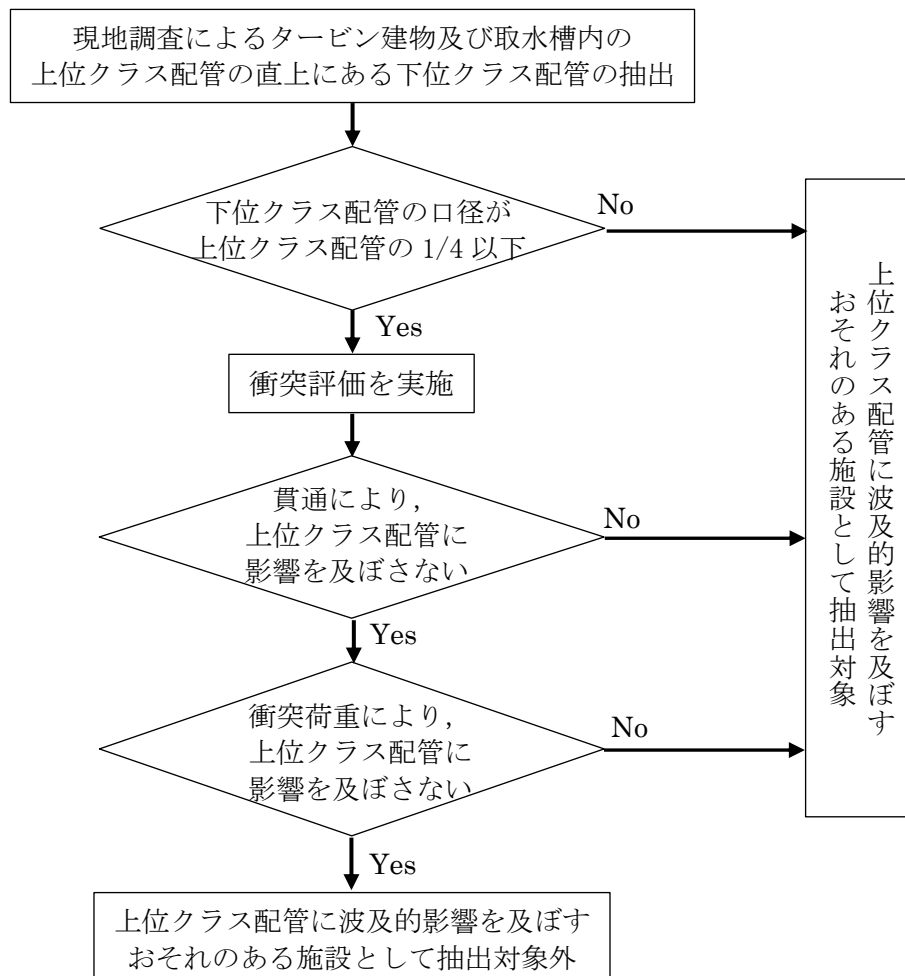 現地調査によるタービン建物及び取水槽内の
上位クラス配管の直上にある下位クラス配管の抽出
下位クラス配管の口径が
上位クラス配管の 1/4 以下
No
Yes
衝突評価を実施
貫通により，
上位クラス配管に
影響を及ぼさない
No
Yes
衝突荷重により，
上位クラス配管に
影響を及ぼさない
No
Yes
上位クラス配管に波及的影響を及ぼす
おそれのある施設として抽出対象外
上位クラス配管に波及的影響を及ぼす
おそれのある施設として抽出対象